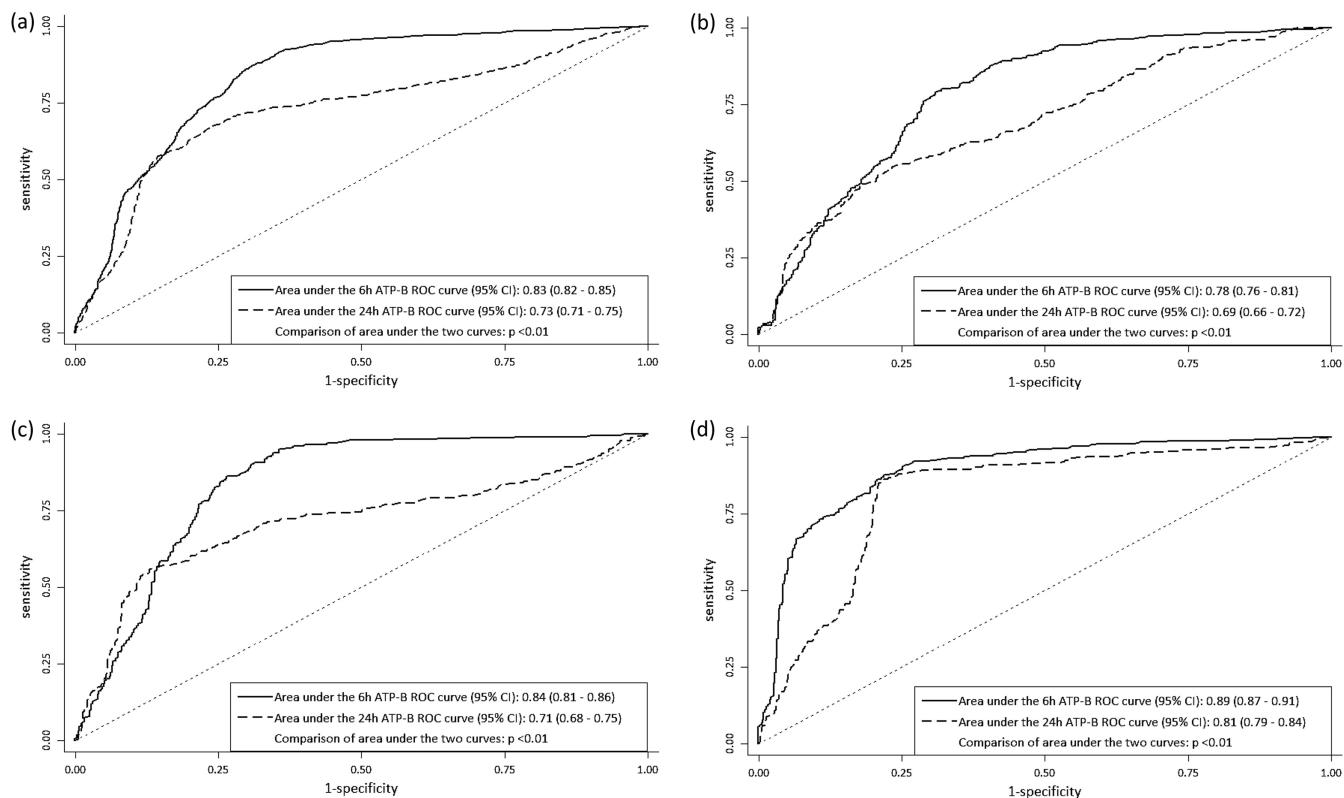 (a)
1.00
0.75
0.50
0.25
0.00
sensitivity
Area under the 6h ATP-B ROC curve (95% CI): 0.83 (0.82 - 0.85)
Area under the 24h ATP-B ROC curve (95% CI): 0.73 (0.71 - 0.75)
Comparison of area under the two curves: p <0.01
0.00 0.25 0.50 0.75 1.00
1-specificity
(b)
1.00
0.75
0.50
0.25
0.00
sensitivity
Area under the 6h ATP-B ROC curve (95% CI): 0.78 (0.76 - 0.81)
Area under the 24h ATP-B ROC curve (95% CI): 0.69 (0.66 - 0.72)
Comparison of area under the two curves: p <0.01
0.00 0.25 0.50 0.75 1.00
1-specificity
(c)
1.00
0.75
0.50
0.25
0.00
sensitivity
Area under the 6h ATP-B ROC curve (95% CI): 0.84 (0.81 - 0.86)
Area under the 24h ATP-B ROC curve (95% CI): 0.71 (0.68 - 0.75)
Comparison of area under the two curves: p <0.01
0.00 0.25 0.50 0.75 1.00
1-specificity
(d)
1.00
0.75
0.50
0.25
0.00
sensitivity
Area under the 6h ATP-B ROC curve (95% CI): 0.89 (0.87 - 0.91)
Area under the 24h ATP-B ROC curve (95% CI): 0.81 (0.79 - 0.84)
Comparison of area under the two curves: p <0.01
0.00 0.25 0.50 0.75 1.00
1-specificity